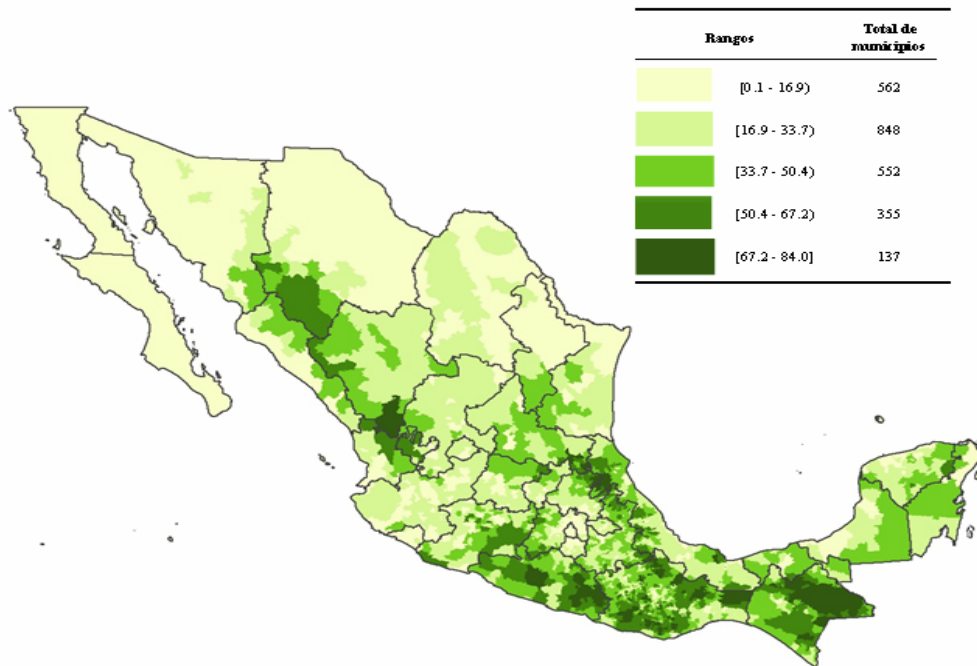 Rangos Total de
municipios
[0.1 - 16.9) 562
[16.9 - 33.7) 848
[33.7 - 50.4) 552
[50.4 - 67.2) 355
[67.2 - 84.0] 137